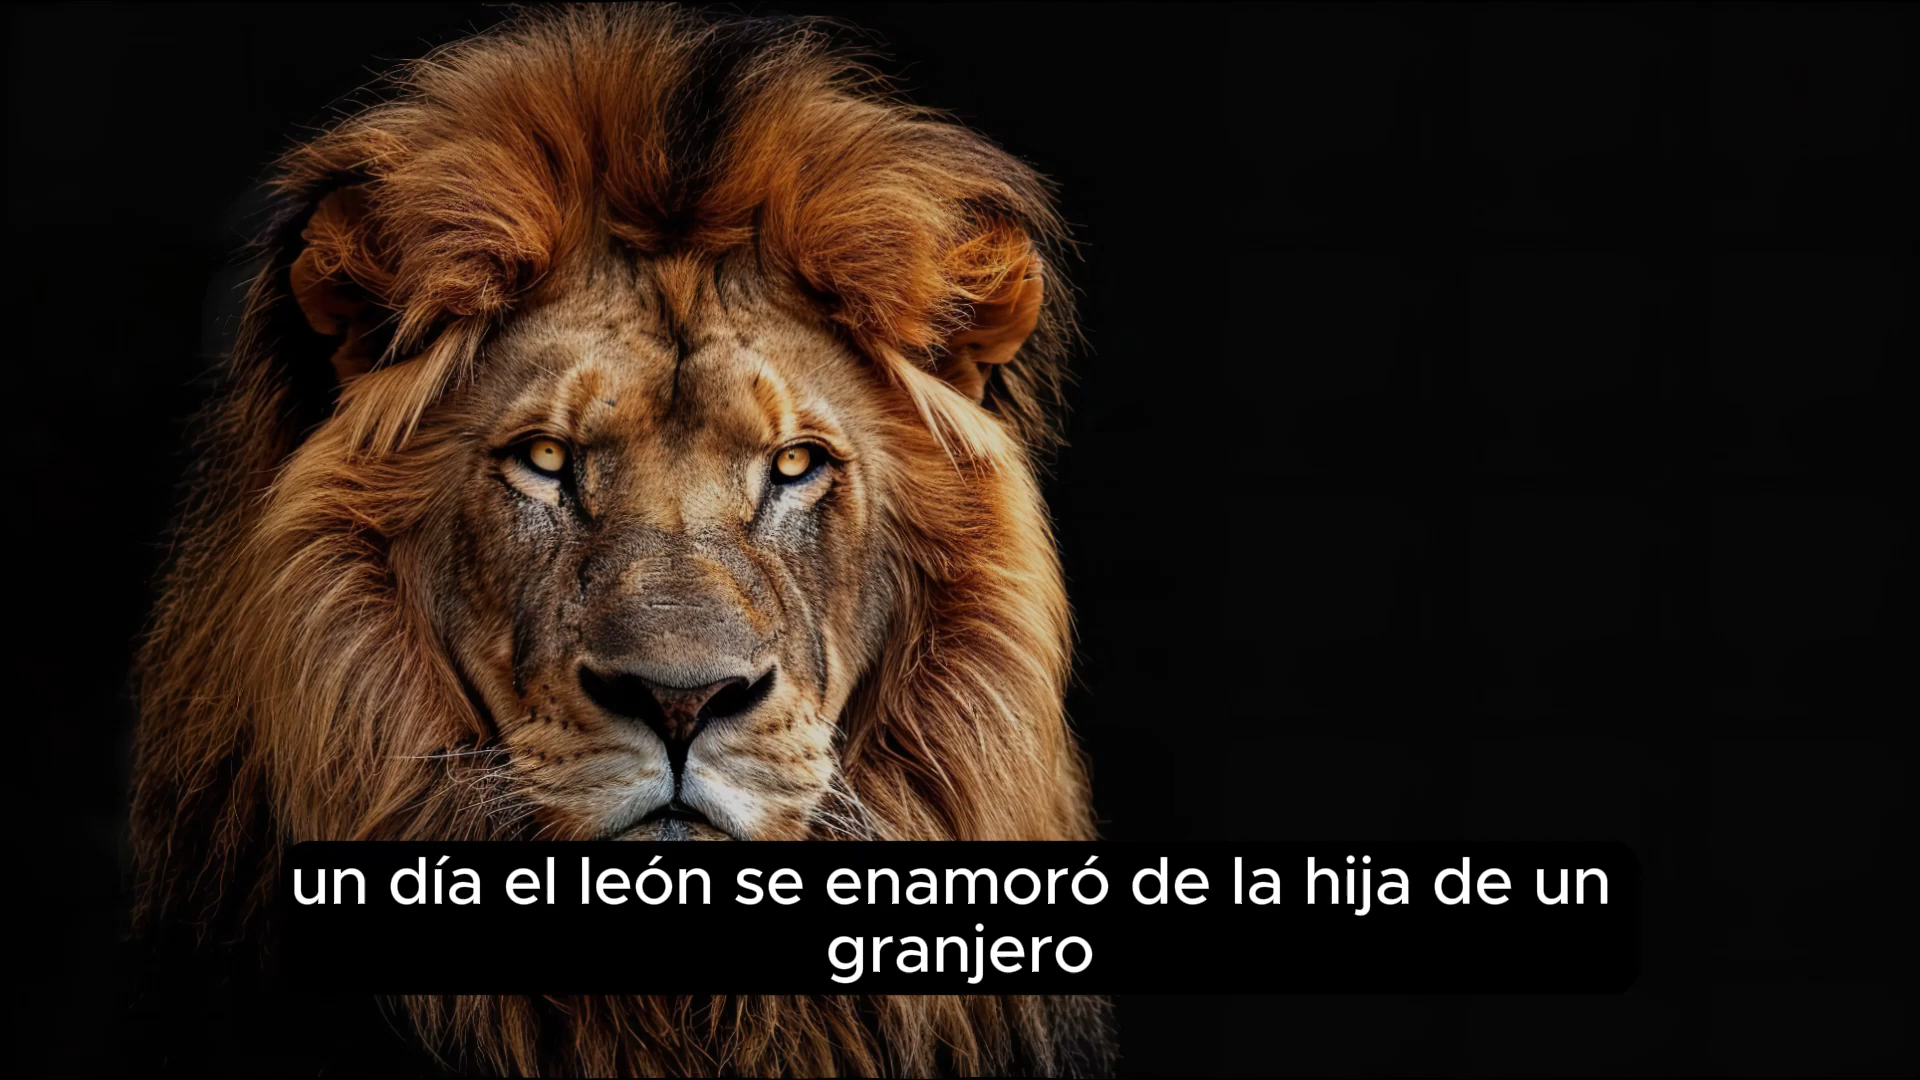 un día el león se enamoró de la hija de un
granjero